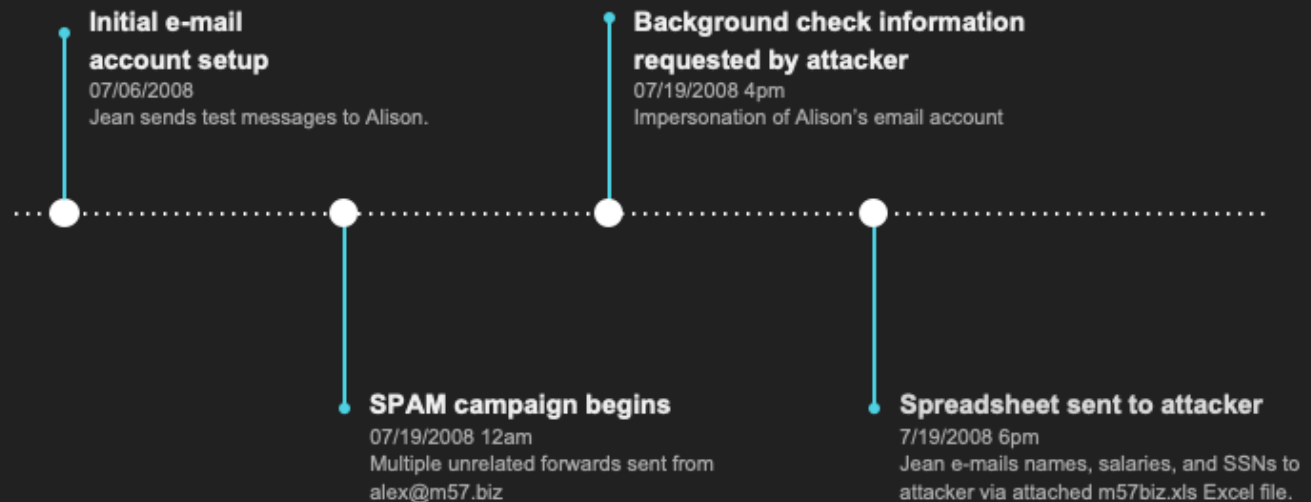 Initial e-mail
account setup
07/06/2008
Jean sends test messages to Alison.
Background check information
requested by attacker
07/19/2008 4pm
Impersonation of Alison's email account
SPAM campaign begins
07/19/2008 12am
Multiple unrelated forwards sent from
alex@m57.biz
Spreadsheet sent to attacker
7/19/2008 6pm
Jean e-mails names, salaries, and SSNs to
attacker via attached m57biz.xls Excel file.